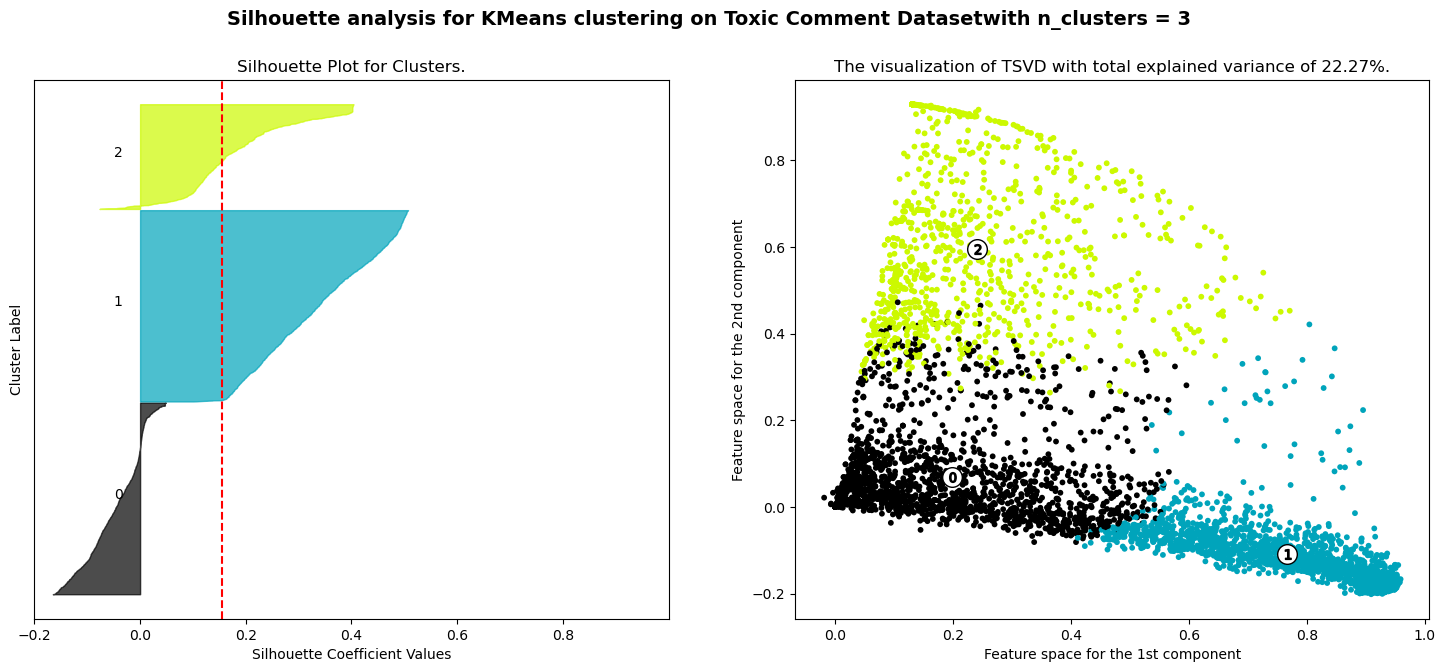 Silhouette analysis for KMeans clustering on Toxic Comment Datasetwith n_clusters = 3
Silhouette Plot for Clusters.
2
1
0
Cluster Label
−0.2 0.0 0.2 0.4 0.6 0.8
Silhouette Coefficient Values
The visualization of TSVD with total explained variance of 22.27%.
0.8
0.6
0.4
0.2
0.0
−0.2
Feature space for the 2nd component
2
0
1
0.0 0.2 0.4 0.6 0.8 1.0
Feature space for the 1st component